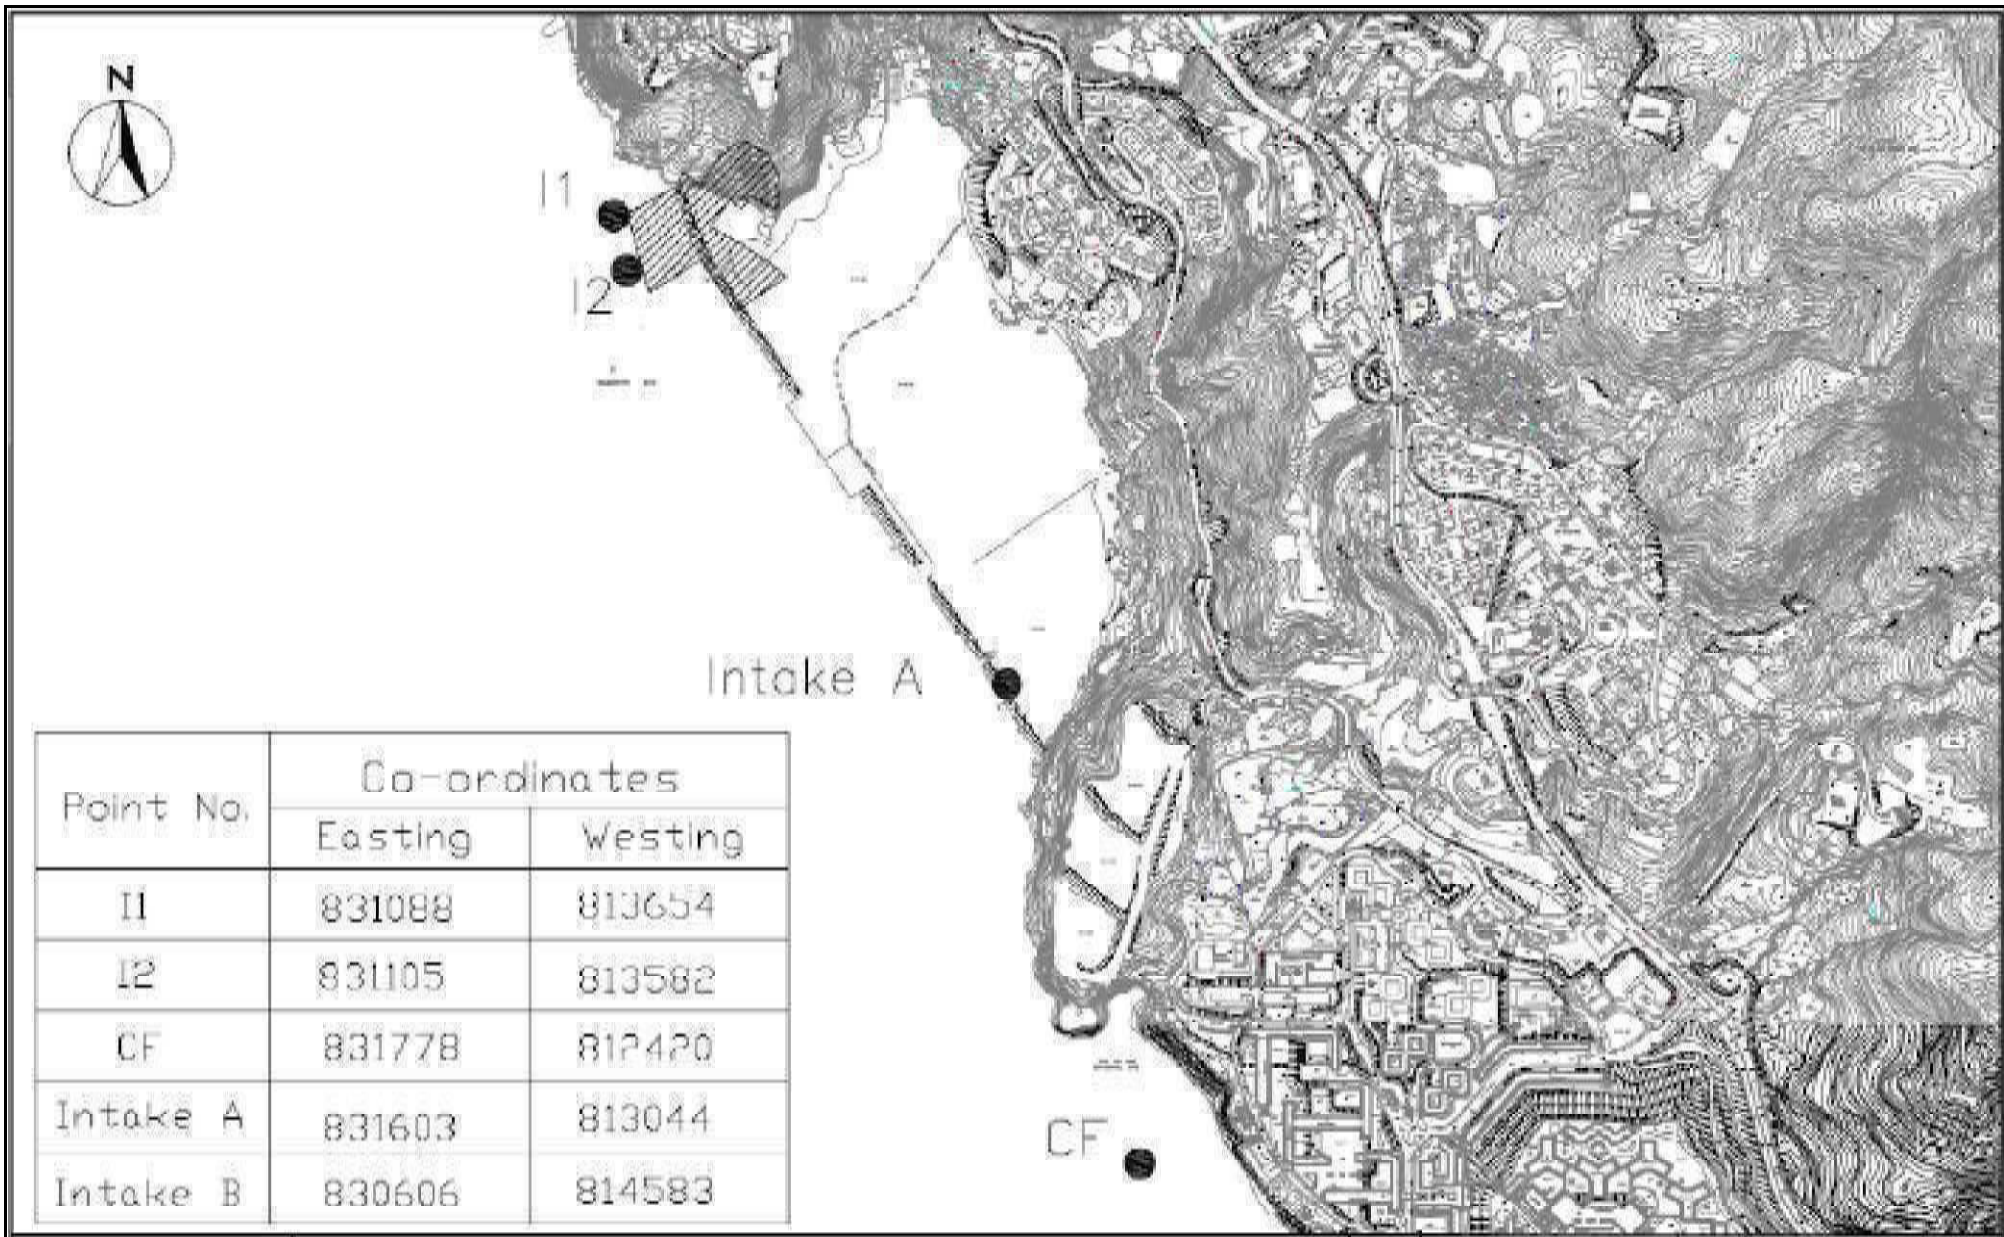 N
I1
I2
Intake A
Point No. Co-ordinates
Easting Westing
I1 831088 813654
I2 831105 813582
CF 831778 812420
Intake A 831603 813044
Intake B 830606 814583
CF